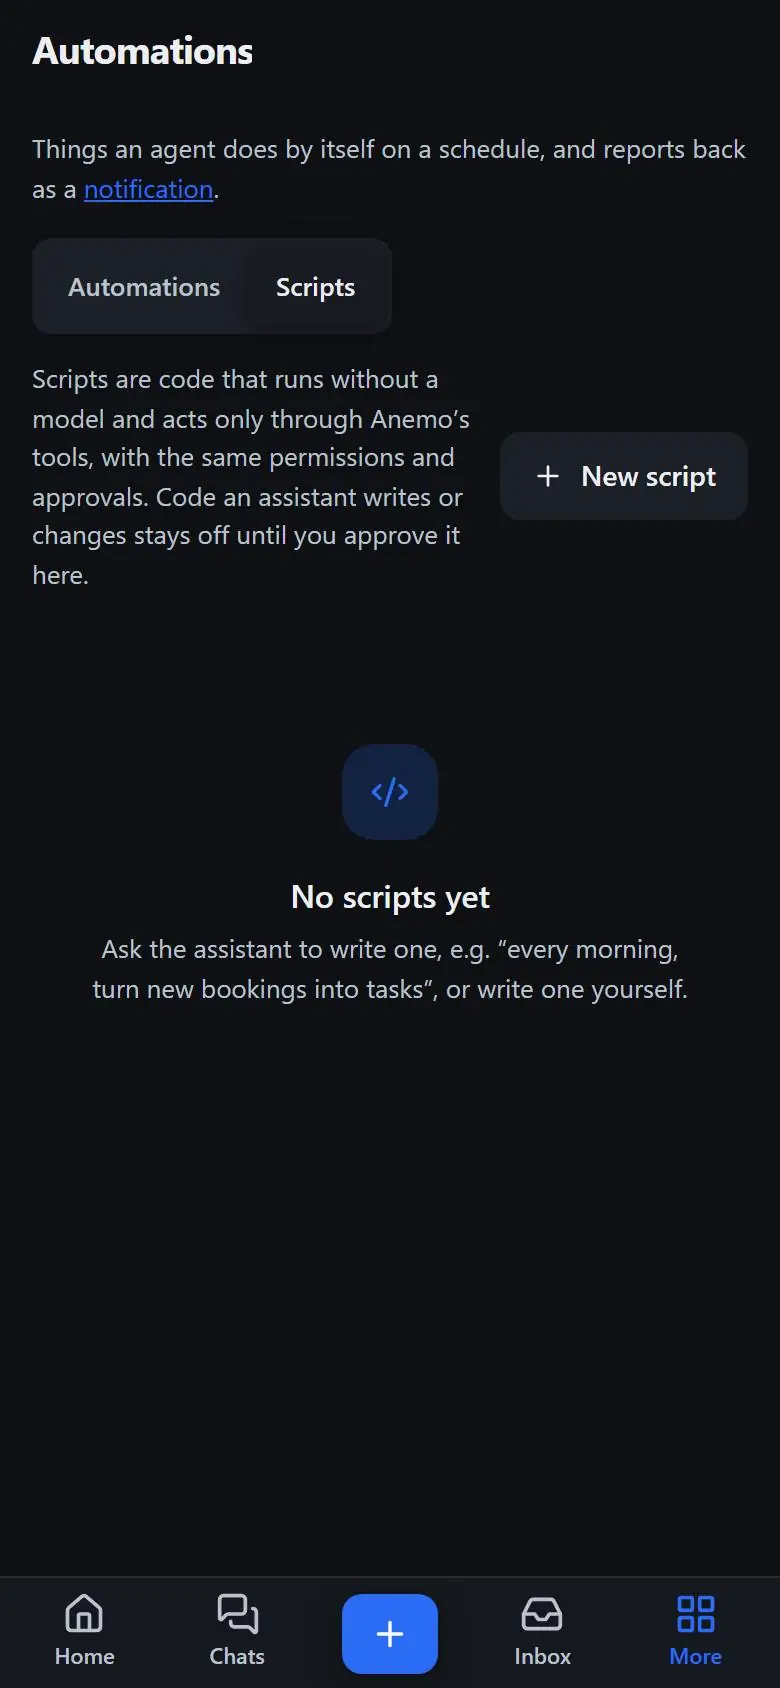 Automations
Things an agent does by itself on a schedule, and reports back
as a notification.
Automations
Scripts
Scripts are code that runs without a
model and acts only through Anemo’s
tools, with the same permissions and
approvals. Code an assistant writes or
changes stays off until you approve it
here.
New script
No scripts yet
Ask the assistant to write one, e.g. “every morning,
turn new bookings into tasks”, or write one yourself.
Home
Chats
Inbox
More